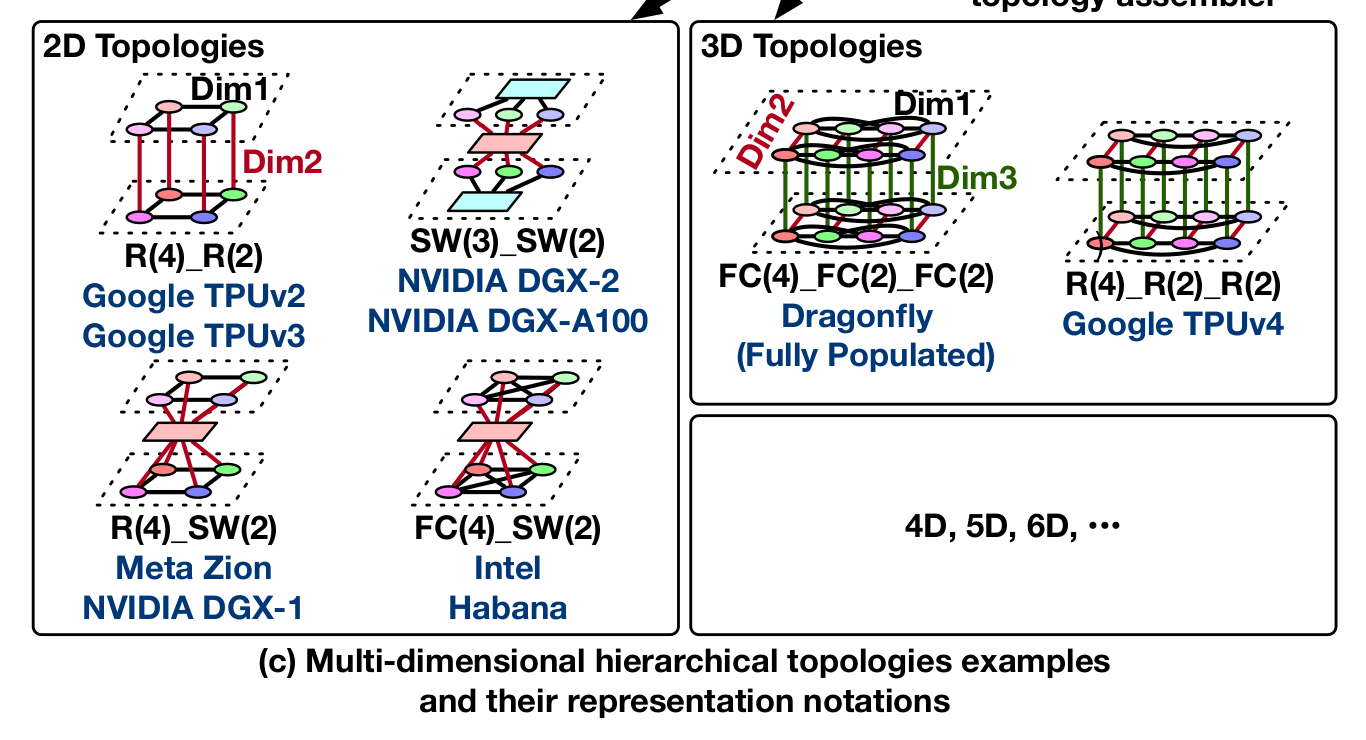 topology assembler
2D Topologies
Dim1
Dim2
R(4)_R(2)
Google TPUv2
Google TPUv3
SW(3)_SW(2)
NVIDIA DGX-2
NVIDIA DGX-A100
R(4)_SW(2)
Meta Zion
NVIDIA DGX-1
FC(4)_SW(2)
Intel
Habana
3D Topologies
Dim2
Dim1
Dim3
FC(4)_FC(2)_FC(2)
Dragonfly
(Fully Populated)
R(4)_R(2)_R(2)
Google TPUv4
4D, 5D, 6D, ···
(c) Multi-dimensional hierarchical topologies examples
and their representation notations